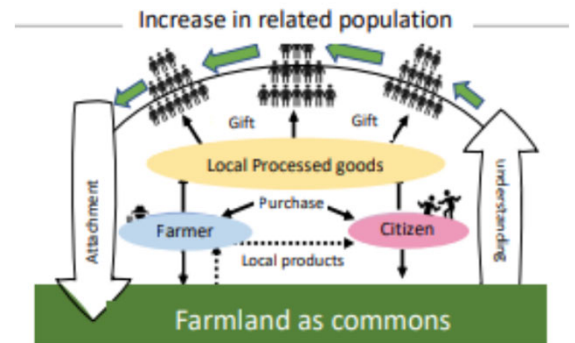 Increase in related population
Gift
Gift
Local Processed goods
Attachment
Purchase
understanding
Farmer
Citizen
Local products
Farmland as commons